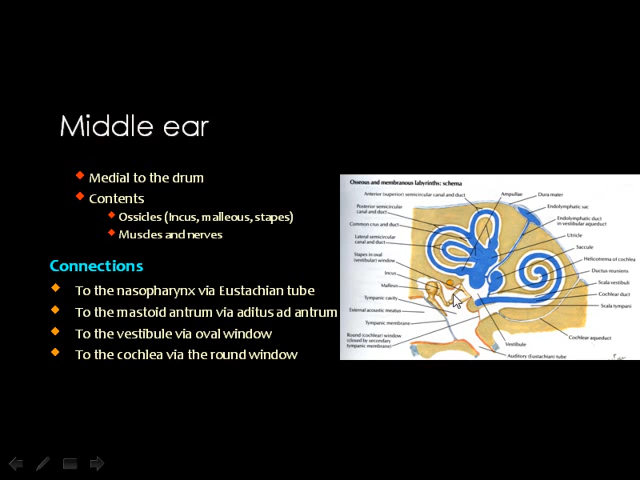 Middle ear
Medial to the drum
Contents
Ossicles (Incus, malleous, stapes)
Muscles and nerves
Connections
To the nasopharynx via Eustachian tube
To the mastoid antrum via aditus ad antrum
To the vestibule via oval window
To the cochlea via the round window
Osseous and membranous labyrinths: schema
Anterior (superior) semicircular canal and duct
Posterior semicircular
canal and duct
Common crus and duct
Lateral semicircular
canal and duct
Stapes in oval
(vestibular) window
Incus
Malleus
Tympanic cavity
External acoustic meatus
Tympanic membrane
Round (cochlear) window
(closed by secondary
tympanic membrane)
Ampullae
Dura mater
Endolymphatic sac
Endolymphatic duct
in vestibular aqueduct
Utricle
Saccule
Helicotrema of cochlea
Ductus reuniens
Scala vestibuli
Cochlear duct
Scala tympani
Cochlear aqueduct
Vestibule
Auditory (Eustachian) tube